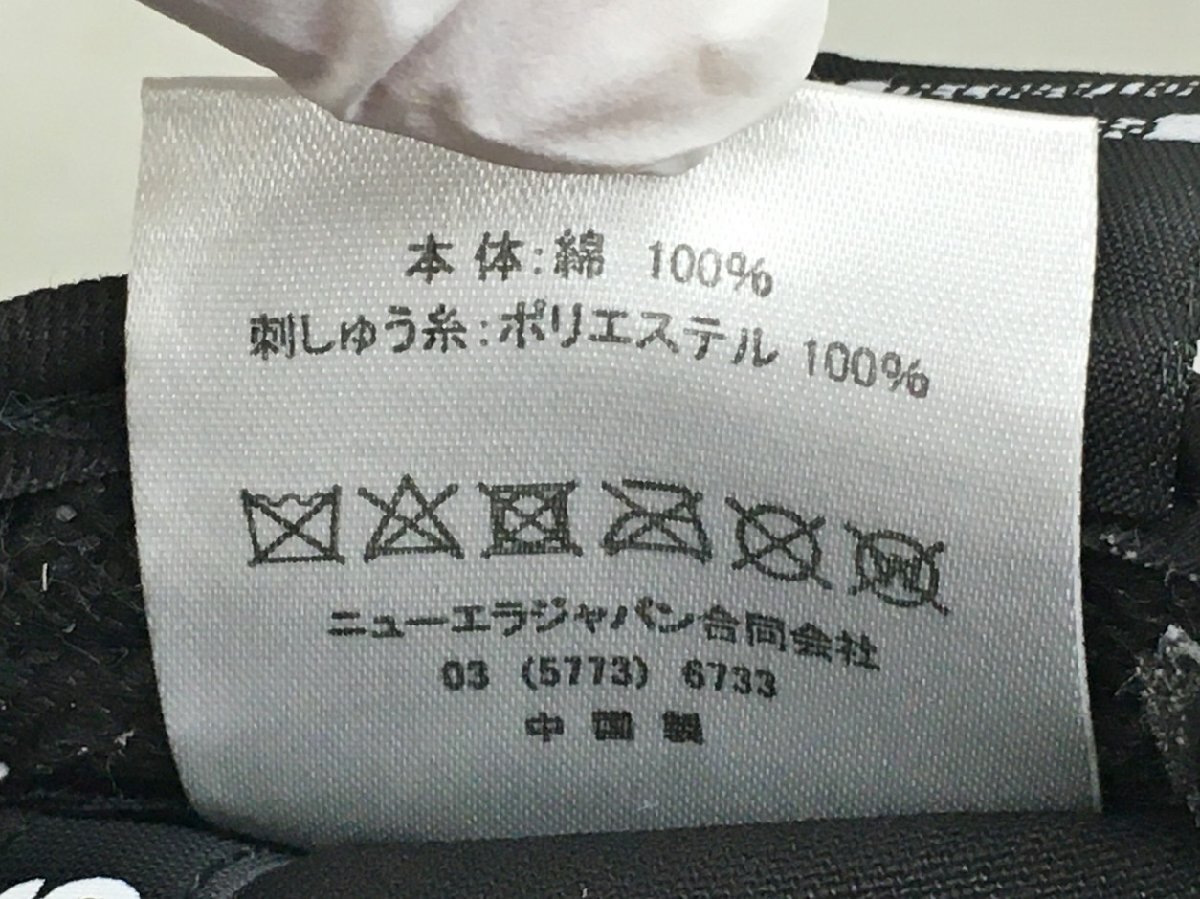 本体:綿 100%
刺しゅう糸:ポリエステル 100%
ニューエラジャパン合同会社
03 (5773) 6733
中国製